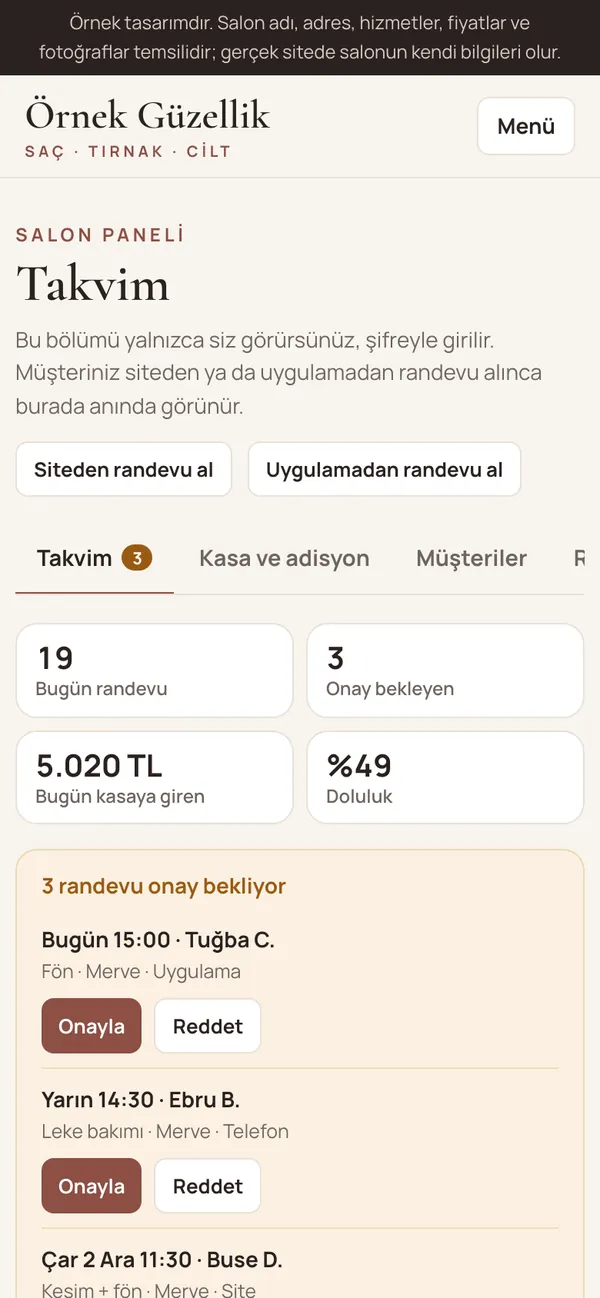 Örnek tasarımdır. Salon adı, adres, hizmetler, fiyatlar ve
fotoğraflar temsilidir; gerçek sitede salonun kendi bilgileri olur.
Örnek Güzellik
SAÇ · TIRNAK · CİLT
Menü
SALON PANELİ
Takvim
Bu bölümü yalnızca siz görürsünüz, şifreyle girilir.
Müşteriniz siteden ya da uygulamadan randevu alınca
burada anında görünür.
Siteden randevu al
Uygulamadan randevu al
Takvim 3
Kasa ve adisyon
Müşteriler
R
19
Bugün randevu
3
Onay bekleyen
5.020 TL
Bugün kasaya giren
%49
Doluluk
3 randevu onay bekliyor
Bugün 15:00 · Tuğba C.
Fön · Merve · Uygulama
Onayla
Reddet
Yarın 14:30 · Ebru B.
Leke bakımı · Merve · Telefon
Onayla
Reddet
Çar 2 Ara 11:30 · Buse D.
Kesim + fön · Merve · Site